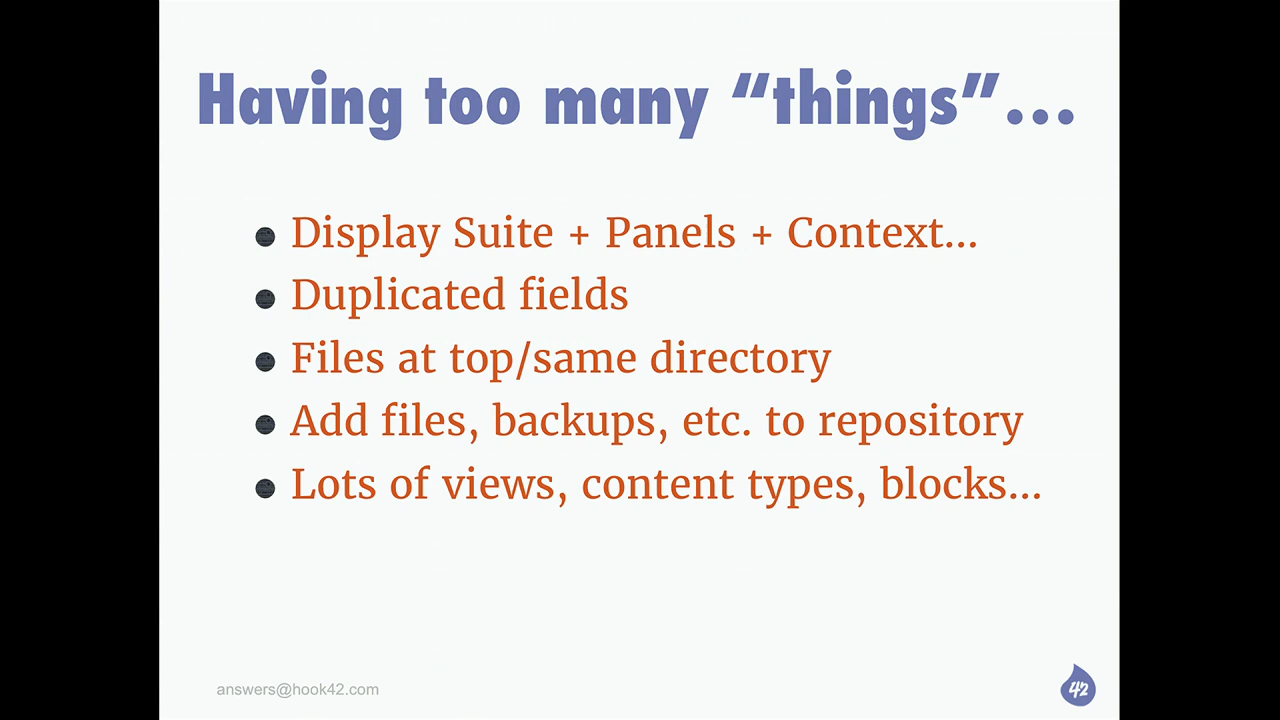 Having too many “things”...
Display Suite + Panels + Context...
Duplicated fields
Files at top/same directory
Add files, backups, etc. to repository
Lots of views, content types, blocks...
answers@hook42.com
42